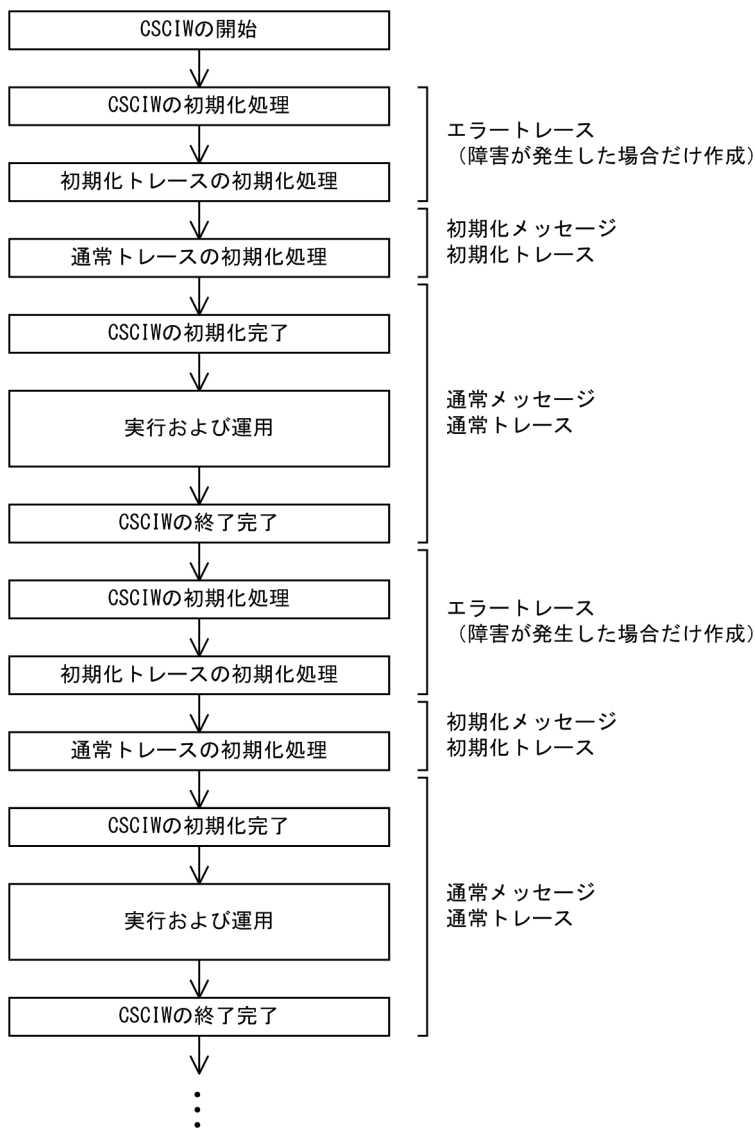 CSCIWの開始
CSCIWの初期化処理
エラートレース
（障害が発生した場合だけ作成）
初期化トレースの初期化処理
初期化メッセージ
初期化トレース
通常トレースの初期化処理
CSCIWの初期化完了
通常メッセージ
通常トレース
実行および運用
CSCIWの終了完了
CSCIWの初期化処理
エラートレース
（障害が発生した場合だけ作成）
初期化トレースの初期化処理
初期化メッセージ
初期化トレース
通常トレースの初期化処理
CSCIWの初期化完了
通常メッセージ
通常トレース
実行および運用
CSCIWの終了完了